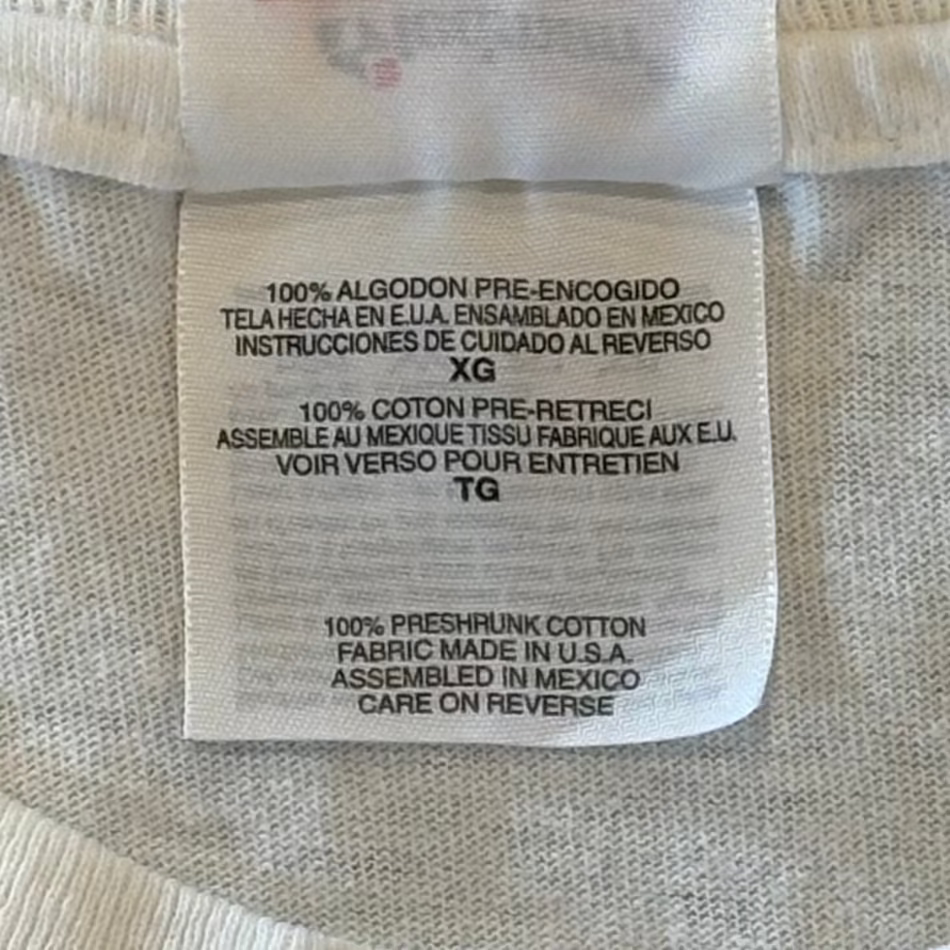 100% ALGODON PRE-ENCOGIDO
TELA HECHA EN E.U.A. ENSAMBLADO EN MEXICO
INSTRUCCIONES DE CUIDADO AL REVERSO
XG
100% COTON PRE-RETRECI
ASSEMBLE AU MEXIQUE TISSU FABRIQUE AUX E.U.
VOIR VERSO POUR ENTRETIEN
TG
100% PRESHRUNK COTTON
FABRIC MADE IN U.S.A.
ASSEMBLED IN MEXICO
CARE ON REVERSE